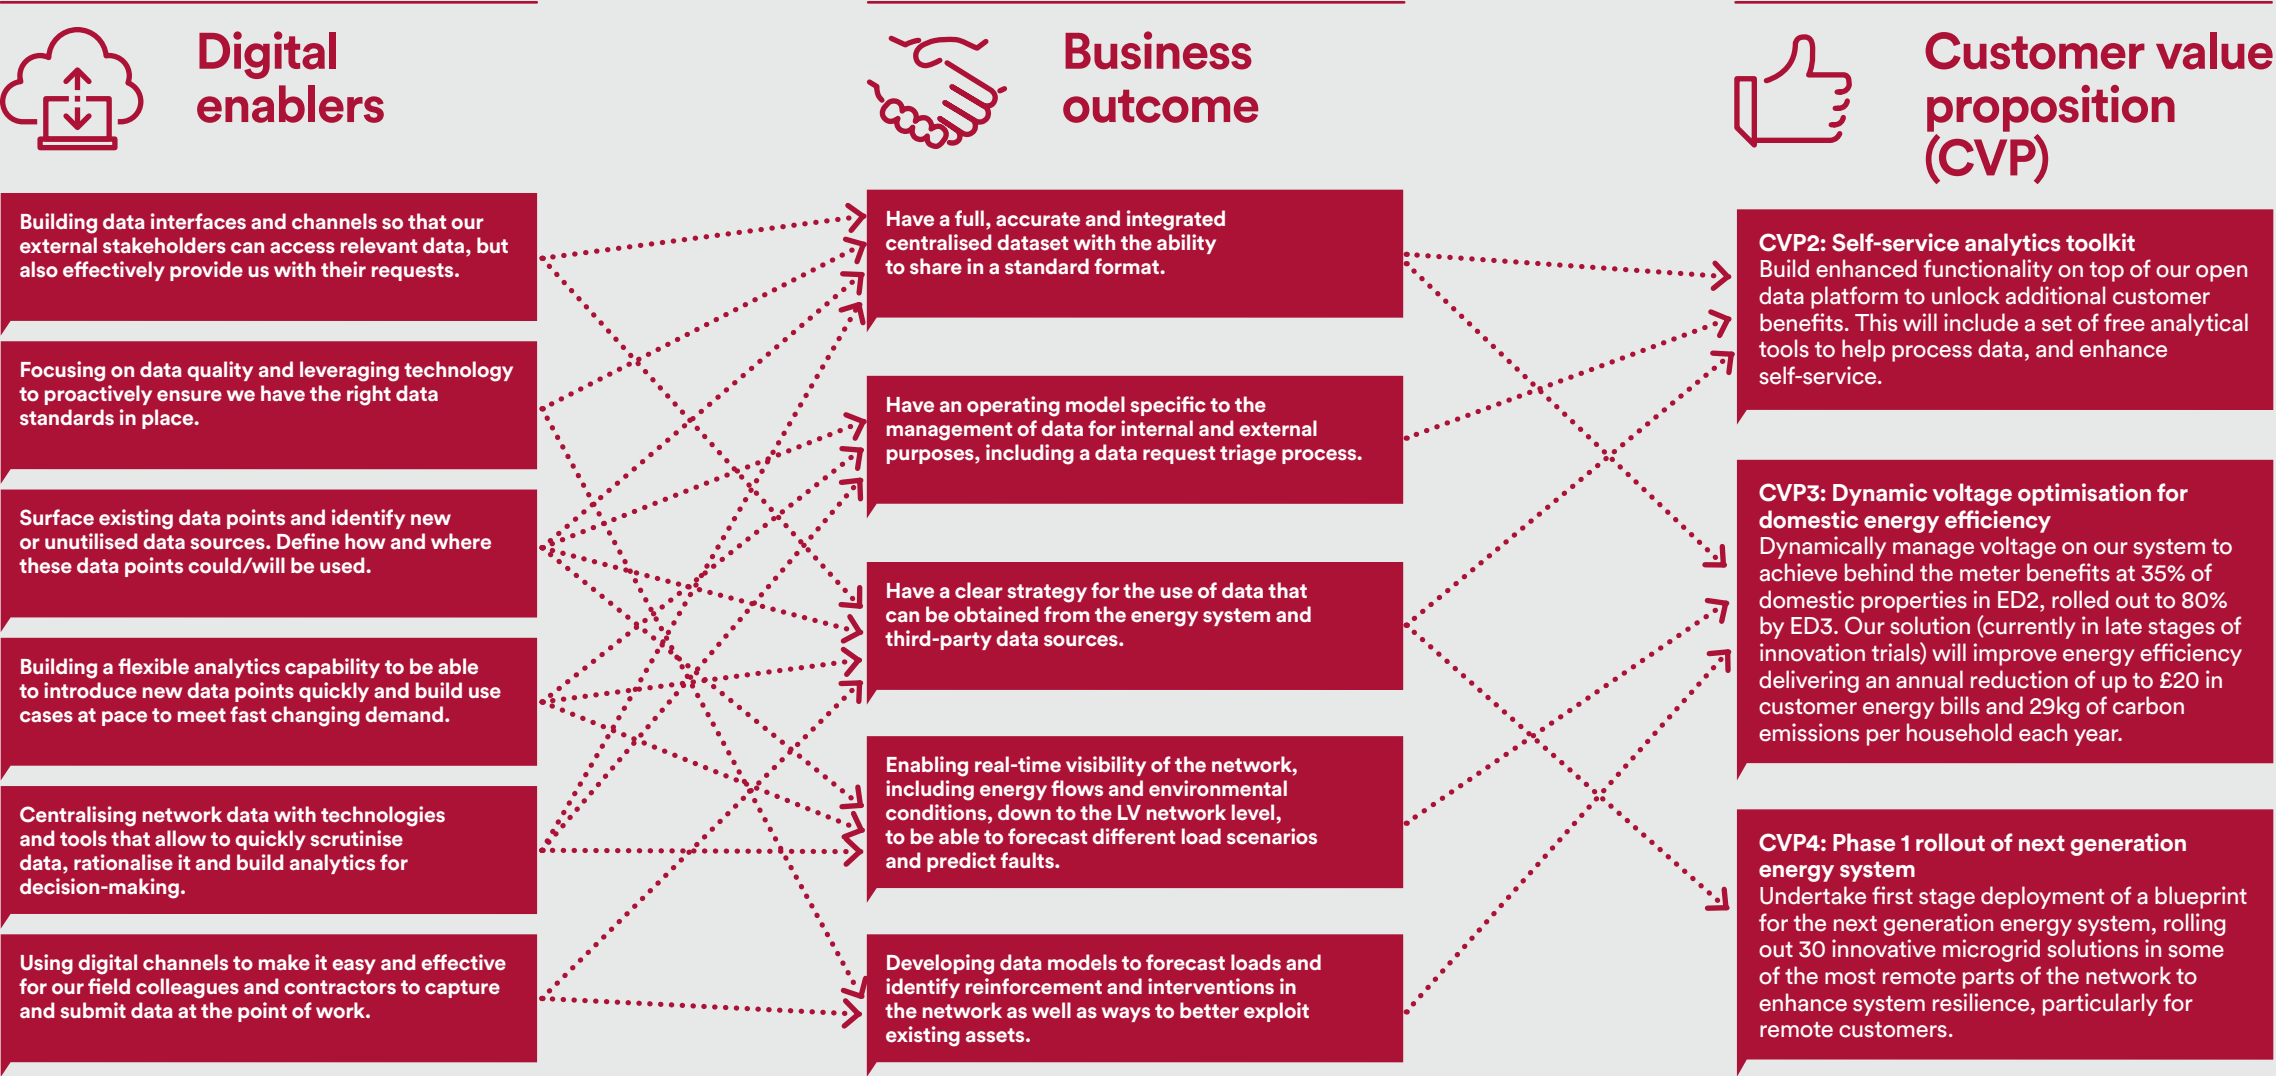 Digital
enablers
Building data interfaces and channels so that our
external stakeholders can access relevant data, but
also effectively provide us with their requests.
Focusing on data quality and leveraging technology
to proactively ensure we have the right data
standards in place.
Surface existing data points and identify new
or unutilised data sources. Define how and where
these data points could/will be used.
Building a flexible analytics capability to be able
to introduce new data points quickly and build use
cases at pace to meet fast changing demand.
Centralising network data with technologies
and tools that allow to quickly scrutinise
data, rationalise it and build analytics for
decision-making.
Using digital channels to make it easy and effective
for our field colleagues and contractors to capture
and submit data at the point of work.
Business
outcome
Have a full, accurate and integrated
centralised dataset with the ability
to share in a standard format.
Have an operating model specific to the
management of data for internal and external
purposes, including a data request triage process.
Have a clear strategy for the use of data that
can be obtained from the energy system and
third-party data sources.
Enabling real-time visibility of the network,
including energy flows and environmental
conditions, down to the LV network level,
to be able to forecast different load scenarios
and predict faults.
Developing data models to forecast loads and
identify reinforcement and interventions in
the network as well as ways to better exploit
existing assets.
Customer value
proposition
(CVP)
CVP2: Self-service analytics toolkit
Build enhanced functionality on top of our open
data platform to unlock additional customer
benefits. This will include a set of free analytical
tools to help process data, and enhance
self-service.
CVP3: Dynamic voltage optimisation for
domestic energy efficiency
Dynamically manage voltage on our system to
achieve behind the meter benefits at 35% of
domestic properties in ED2, rolled out to 80%
by ED3. Our solution (currently in late stages of
innovation trials) will improve energy efficiency
delivering an annual reduction of up to £20 in
customer energy bills and 29kg of carbon
emissions per household each year.
CVP4: Phase 1 rollout of next generation
energy system
Undertake first stage deployment of a blueprint
for the next generation energy system, rolling
out 30 innovative microgrid solutions in some
of the most remote parts of the network to
enhance system resilience, particularly for
remote customers.